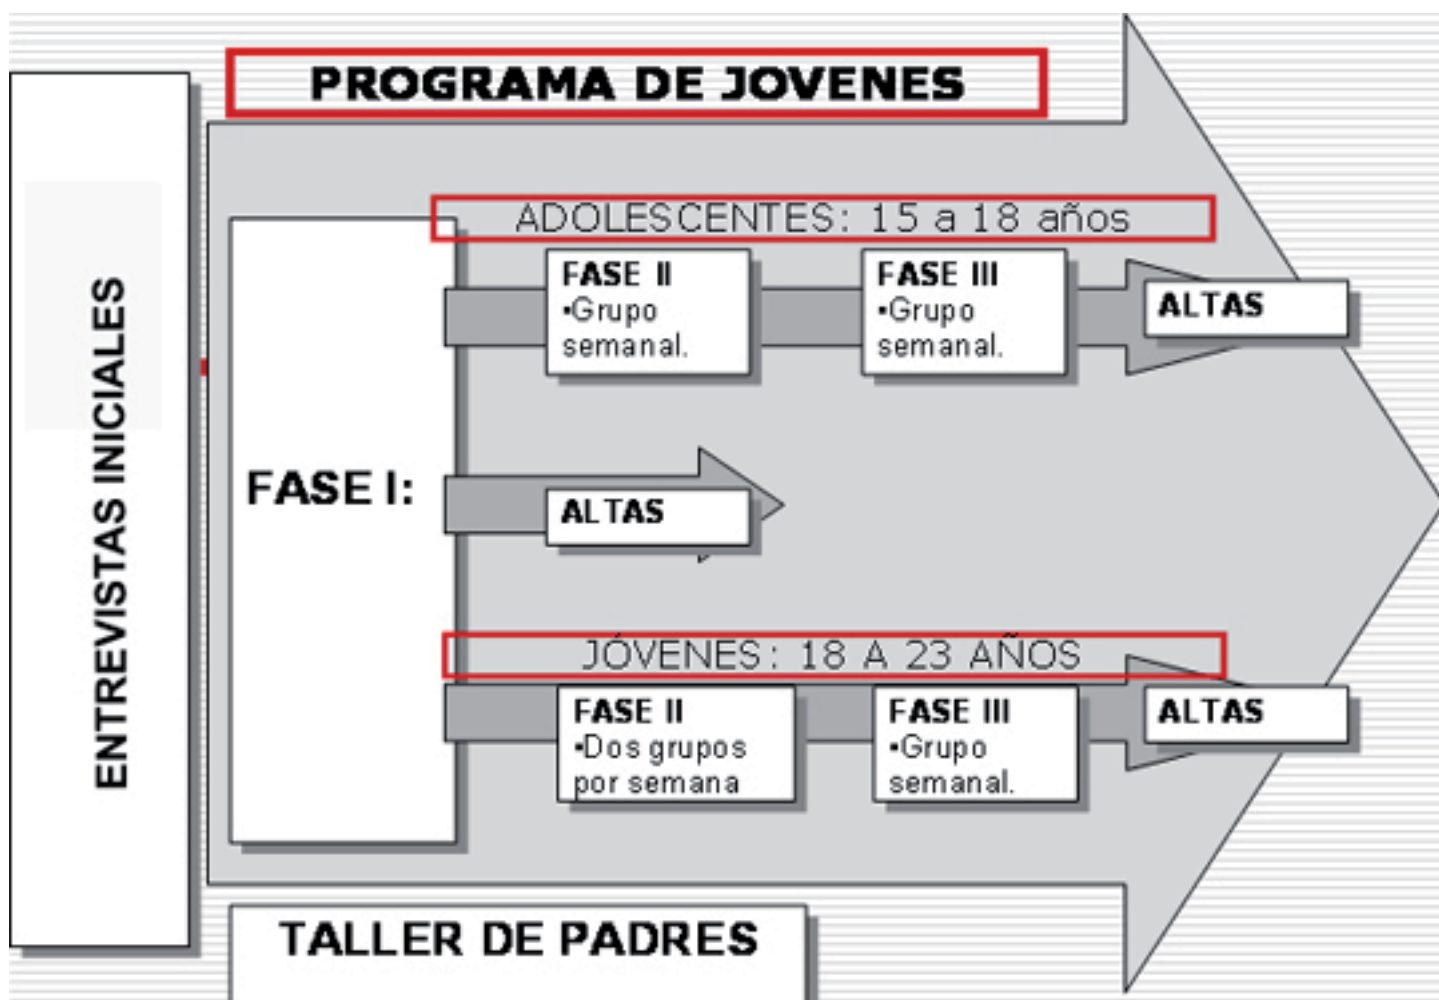 PROGRAMA DE JOVENES
ENTREVISTAS INICIALES
FASE I:
ADOLESCENTES: 15 a 18 años
FASE II
▪Grupo
semanal.
FASE III
▪Grupo
semanal.
ALTAS
ALTAS
JÓVENES: 18 A 23 AÑOS
FASE II
▪Dos grupos
por semana
FASE III
▪Grupo
semanal.
ALTAS
TALLER DE PADRES